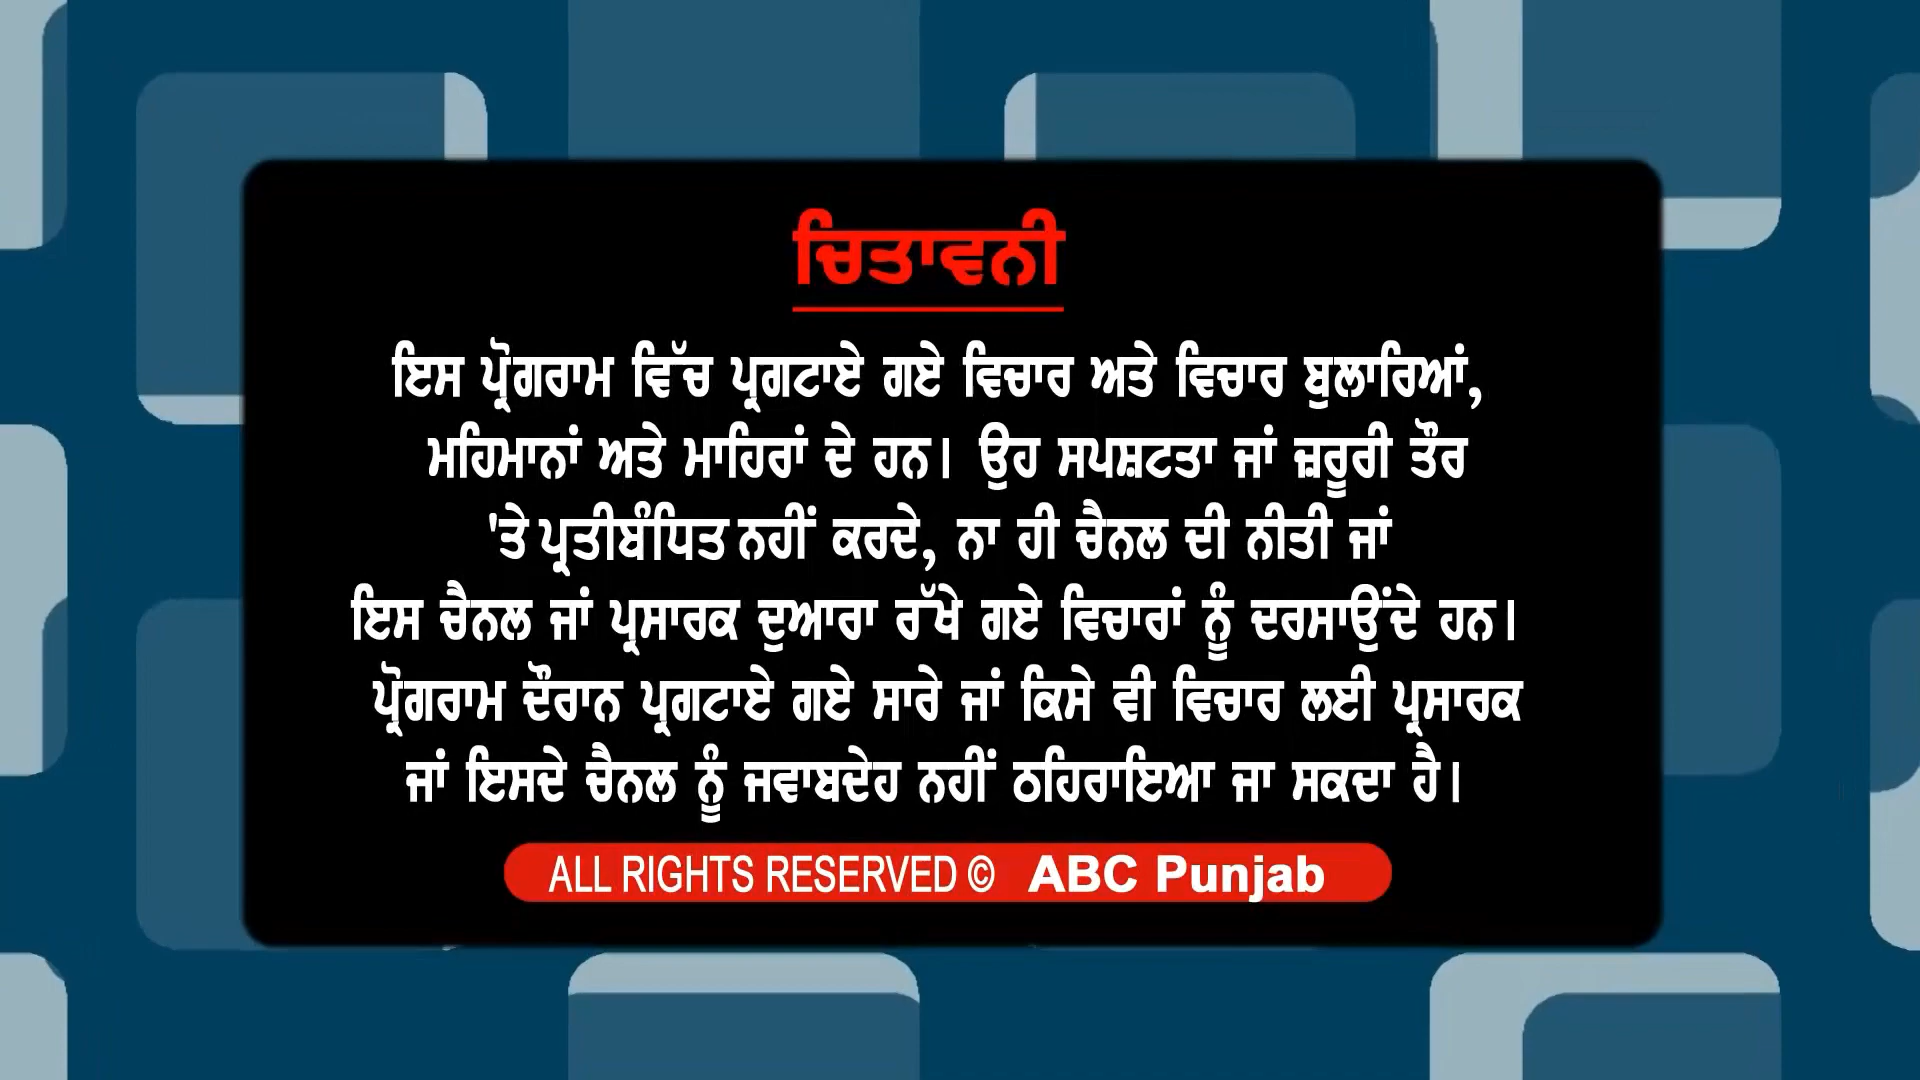 ਚਿਤਾਵਨੀ
ਇਸ ਪ੍ਰੋਗਰਾਮ ਵਿੱਚ ਪ੍ਰਗਟਾਏ ਗਏ ਵਿਚਾਰ ਅਤੇ ਵਿਚਾਰ ਬੁਲਾਰਿਆਂ,
ਮਹਿਮਾਨਾਂ ਅਤੇ ਮਾਹਿਰਾਂ ਦੇ ਹਨ। ਉਹ ਸਪਸ਼ਟਤਾ ਜਾਂ ਜ਼ਰੂਰੀ ਤੌਰ
'ਤੇ ਪ੍ਰਤੀਬੰਧਿਤ ਨਹੀਂ ਕਰਦੇ, ਨਾ ਹੀ ਚੈਨਲ ਦੀ ਨੀਤੀ ਜਾਂ
ਇਸ ਚੈਨਲ ਜਾਂ ਪ੍ਰਸਾਰਕ ਦੁਆਰਾ ਰੱਖੇ ਗਏ ਵਿਚਾਰਾਂ ਨੂੰ ਦਰਸਾਉਂਦੇ ਹਨ।
ਪ੍ਰੋਗਰਾਮ ਦੌਰਾਨ ਪ੍ਰਗਟਾਏ ਗਏ ਸਾਰੇ ਜਾਂ ਕਿਸੇ ਵੀ ਵਿਚਾਰ ਲਈ ਪ੍ਰਸਾਰਕ
ਜਾਂ ਇਸਦੇ ਚੈਨਲ ਨੂੰ ਜਵਾਬਦੇਹ ਨਹੀਂ ਠਹਿਰਾਇਆ ਜਾ ਸਕਦਾ ਹੈ।
ALL RIGHTS RESERVED © ABC Punjab